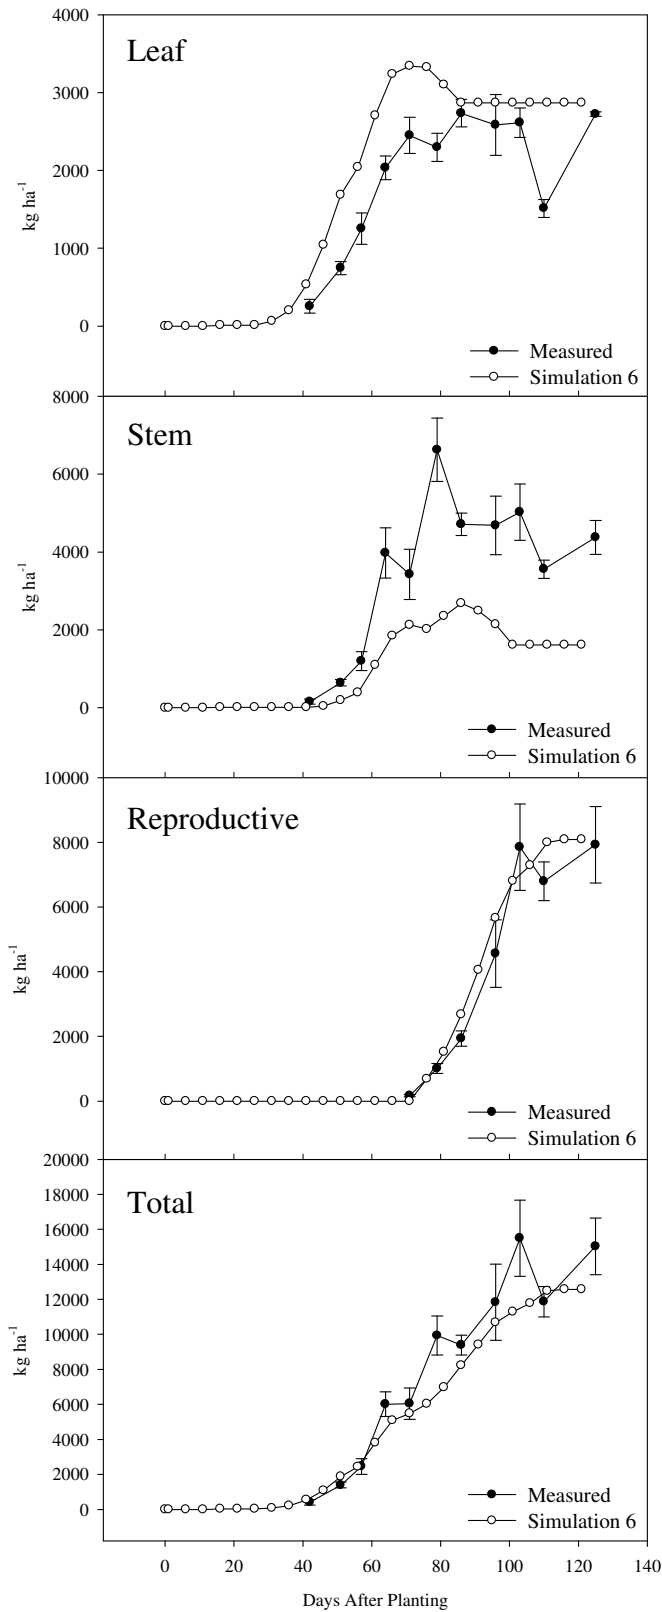 4000
Leaf
3000
2000
kg ha-1
1000
0
Measured
Simulation 6
8000
Stem
6000
4000
kg ha-1
2000
0
Measured
Simulation 6
10000
Reproductive
8000
6000
kg ha-1
4000
2000
0
Measured
Simulation 6
20000
Total
18000
16000
14000
12000
kg ha-1
10000
8000
6000
4000
2000
0
Measured
Simulation 6
0 20 40 60 80 100 120 140
Days After Planting